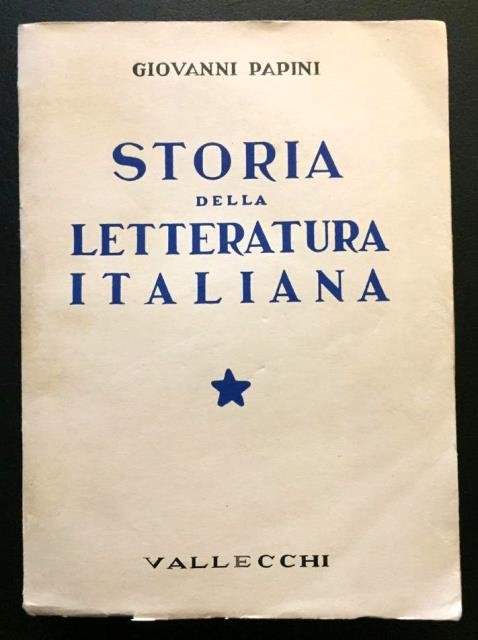 GIOVANNI PAPINI
STORIA
DELLA
LETTERATURA
ITALIANA
VALLECCHI